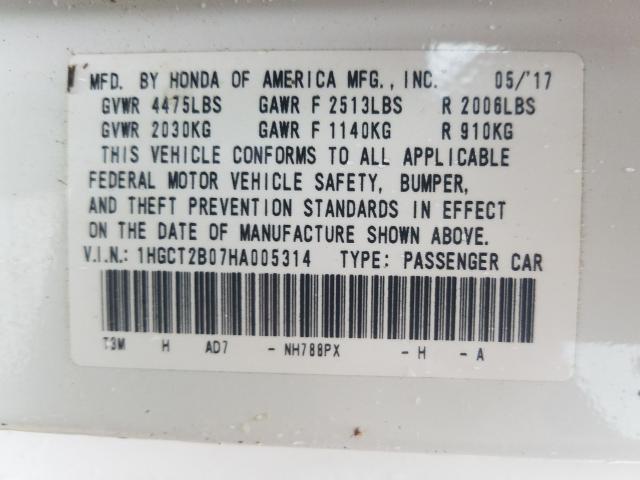 MFD. BY HONDA OF AMERICA MFG., INC. 05/'17
GVWR 4475LBS GAWR F 2513LBS R 2006LBS
GVWR 2030KG GAWR F 1140KG R 910KG
THIS VEHICLE CONFORMS TO ALL APPLICABLE
FEDERAL MOTOR VEHICLE SAFETY, BUMPER,
AND THEFT PREVENTION STANDARDS IN EFFECT
ON THE DATE OF MANUFACTURE SHOWN ABOVE.
V.I.N.: 1HGCT2B07HA005314 TYPE: PASSENGER CAR
T3M H AD7 - NH788PX - H - A